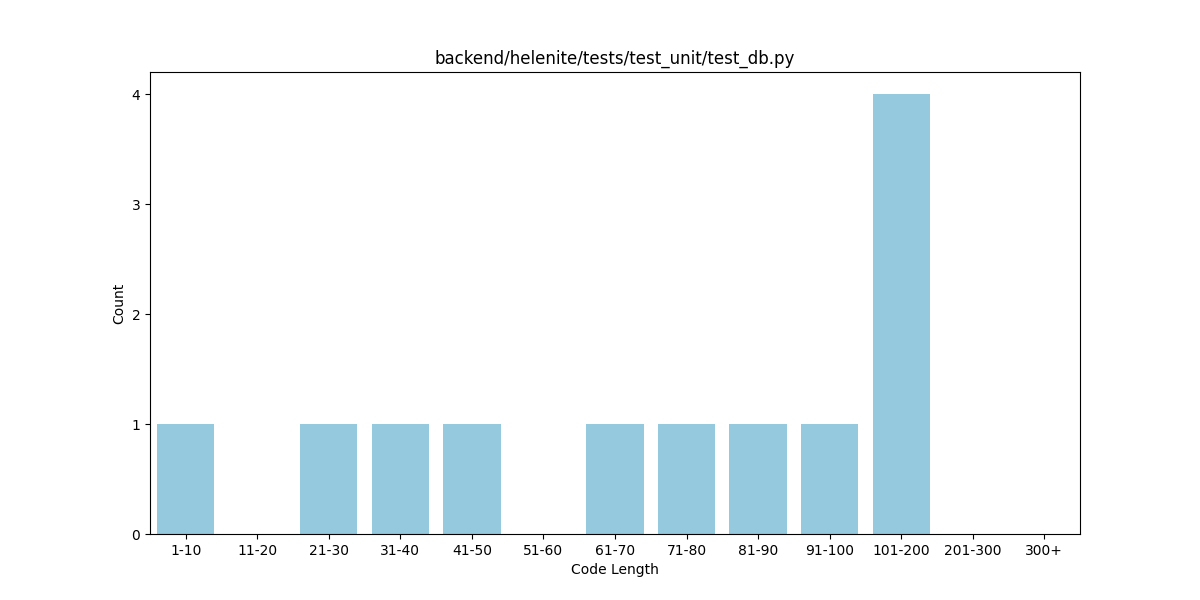 backend/helenite/tests/test_unit/test_db.py
4
3
2
1
0
Count
1-10 11-20 21-30 31-40 41-50 51-60 61-70 71-80 81-90 91-100 101-200 201-300 300+
Code Length